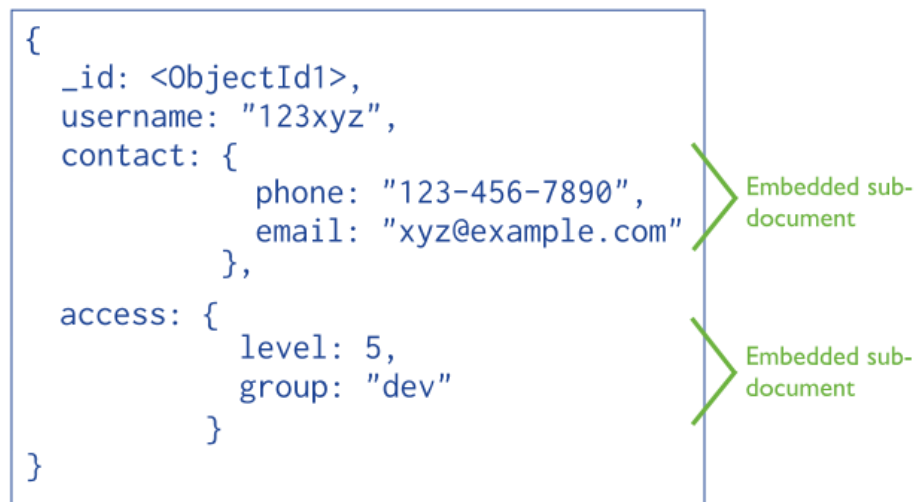 {
_id: <ObjectId1>,
username: "123xyz",
contact: {
phone: "123-456-7890",
email: "xyz@example.com"
},
access: {
level: 5,
group: "dev"
}
}
Embedded sub-
document
Embedded sub-
document